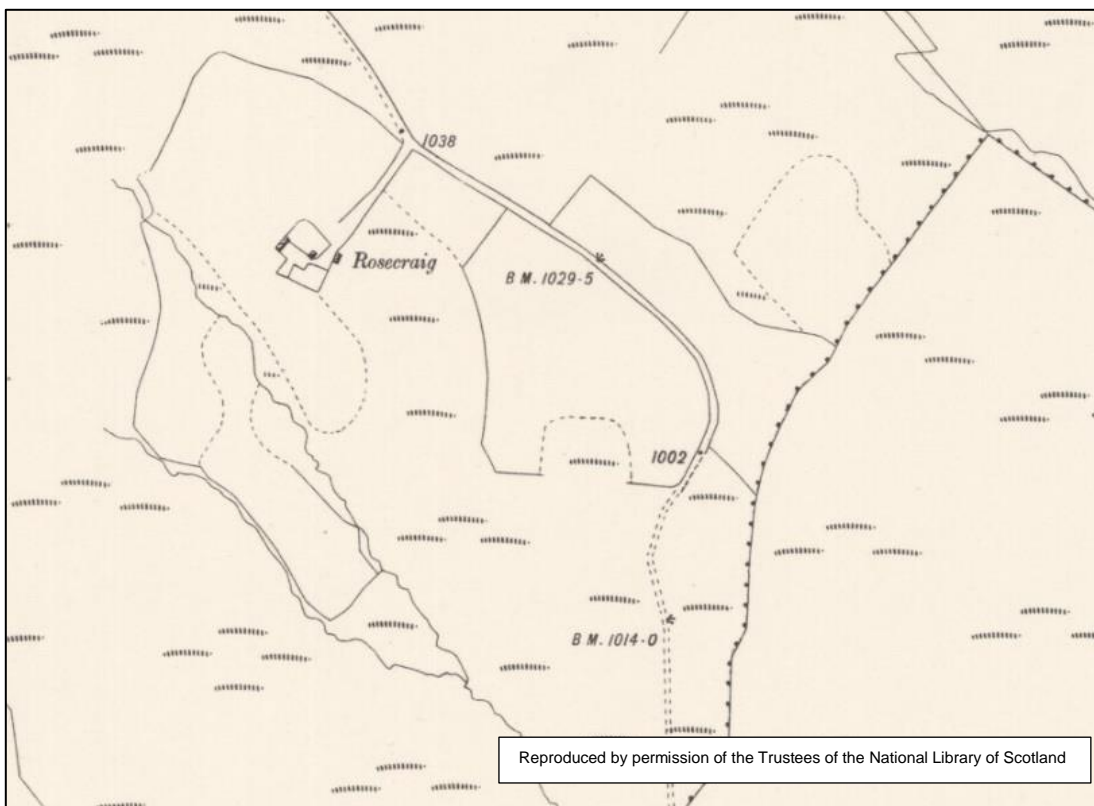 1038
Rosecraig
B M. 1029-5
1002
B M. 1014-0
Reproduced by permission of the Trustees of the National Library of Scotland